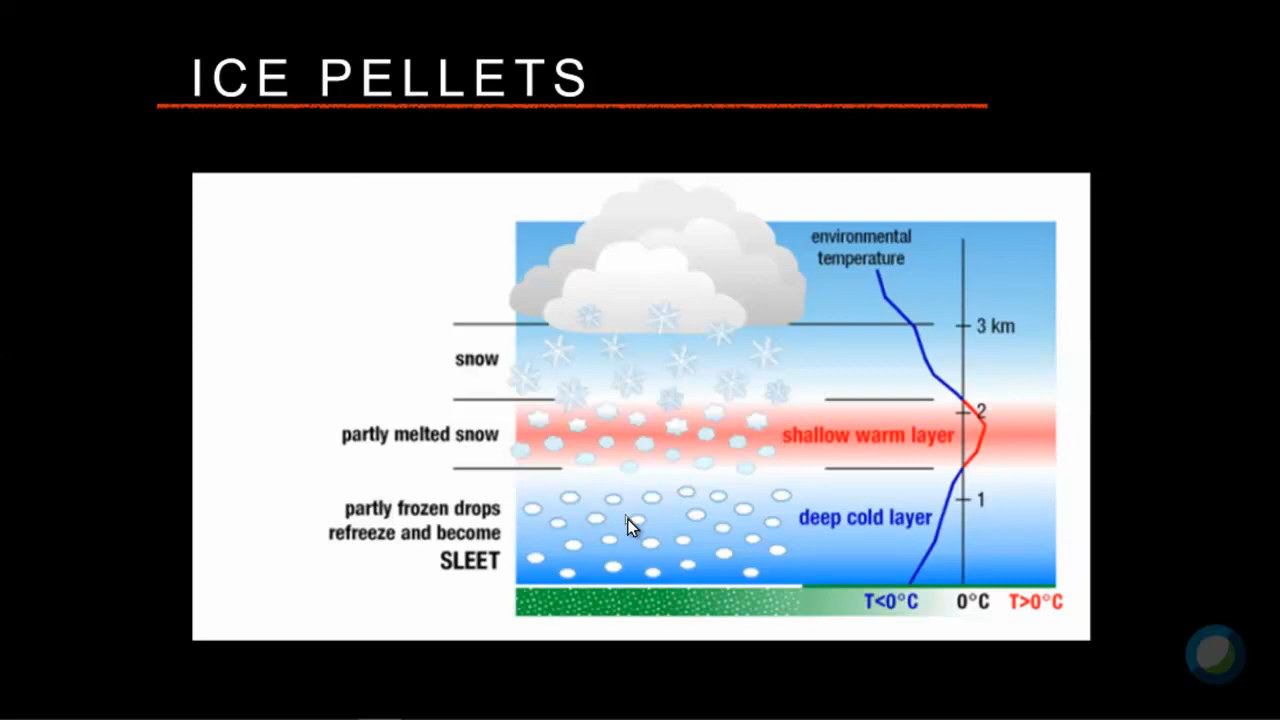 ICE PELLETS
environmental
temperature
3 km
snow
2
partly melted snow
shallow warm layer
1
partly frozen drops
refreeze and become
SLEET
deep cold layer
T<0°C
0°C
T>0°C